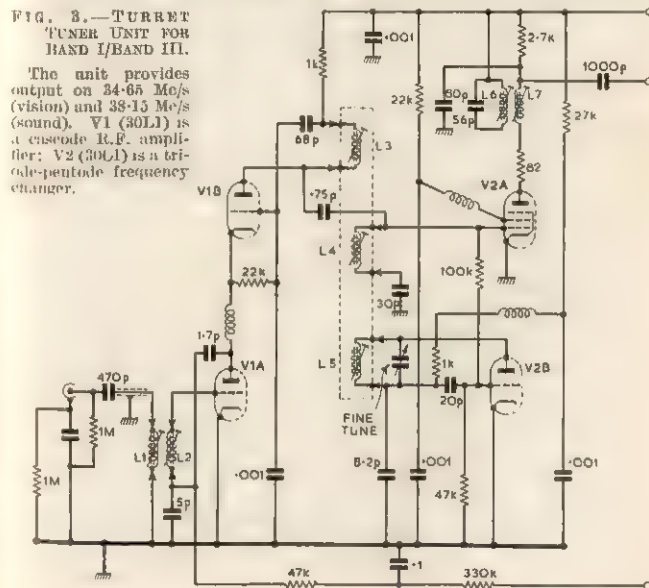 FIG. 3.—TURRET
TUNER UNIT FOR
BAND I/BAND III.
The unit provides
output on 34·65 Mc/s
(vision) and 38·15 Mc/s
(sound). V1 (30L1) is
a cascode R.F. ampli-
fier; V2 (30L1) is a tri-
ode-pentode frequency
changer.
·001
1k
2·7k
1000p
22k
60p
L6
L7
56p
27k
68p
L3
82
V1B
V2A
·75p
L4
100k
22k
30p
1·7p
V1A
L5
1k
V2B
470p
FINE
TUNE
20p
1M
1M
L1
L2
·001
8·2p
·001
·001
5p
47k
·1
47k
330k